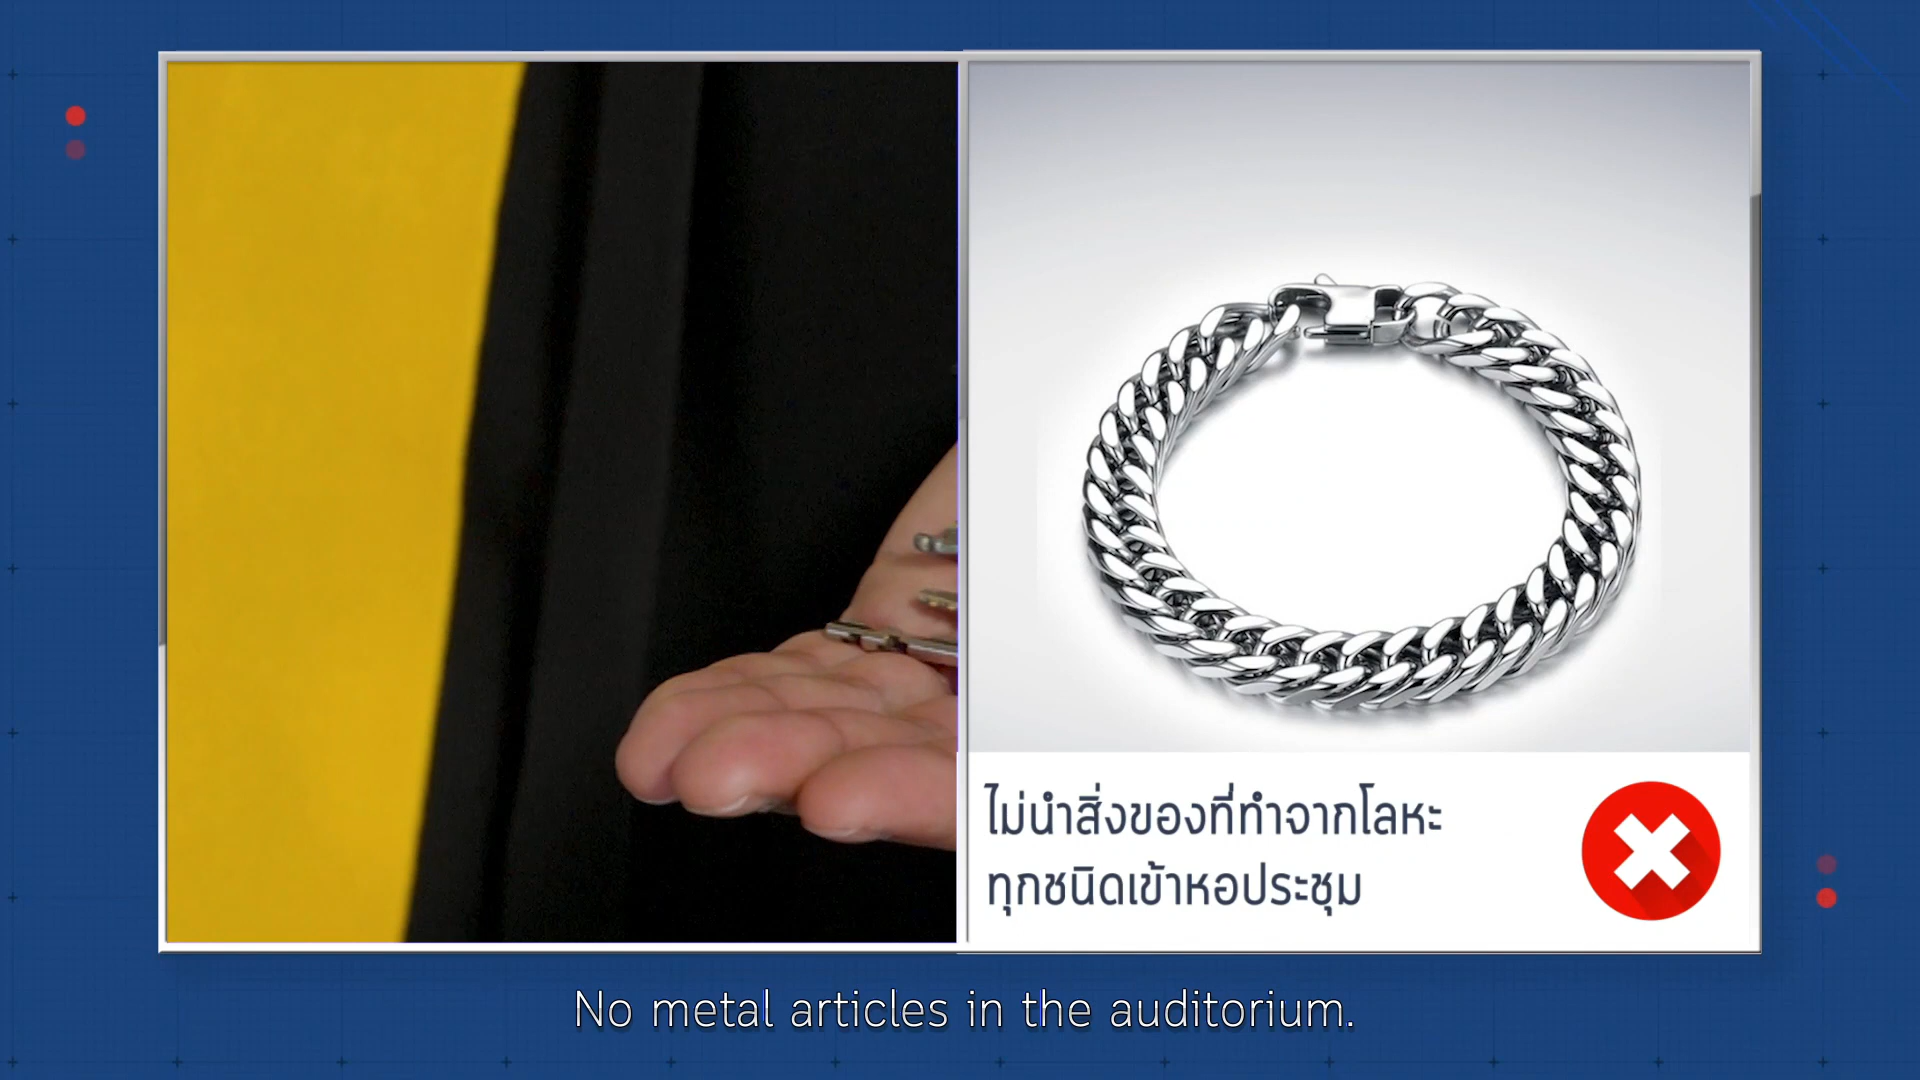 ไม่นำสิ่งของที่ทำจากโลหะ
ทุกชนิดเข้าหอประชุม
No metal articles in the auditorium.